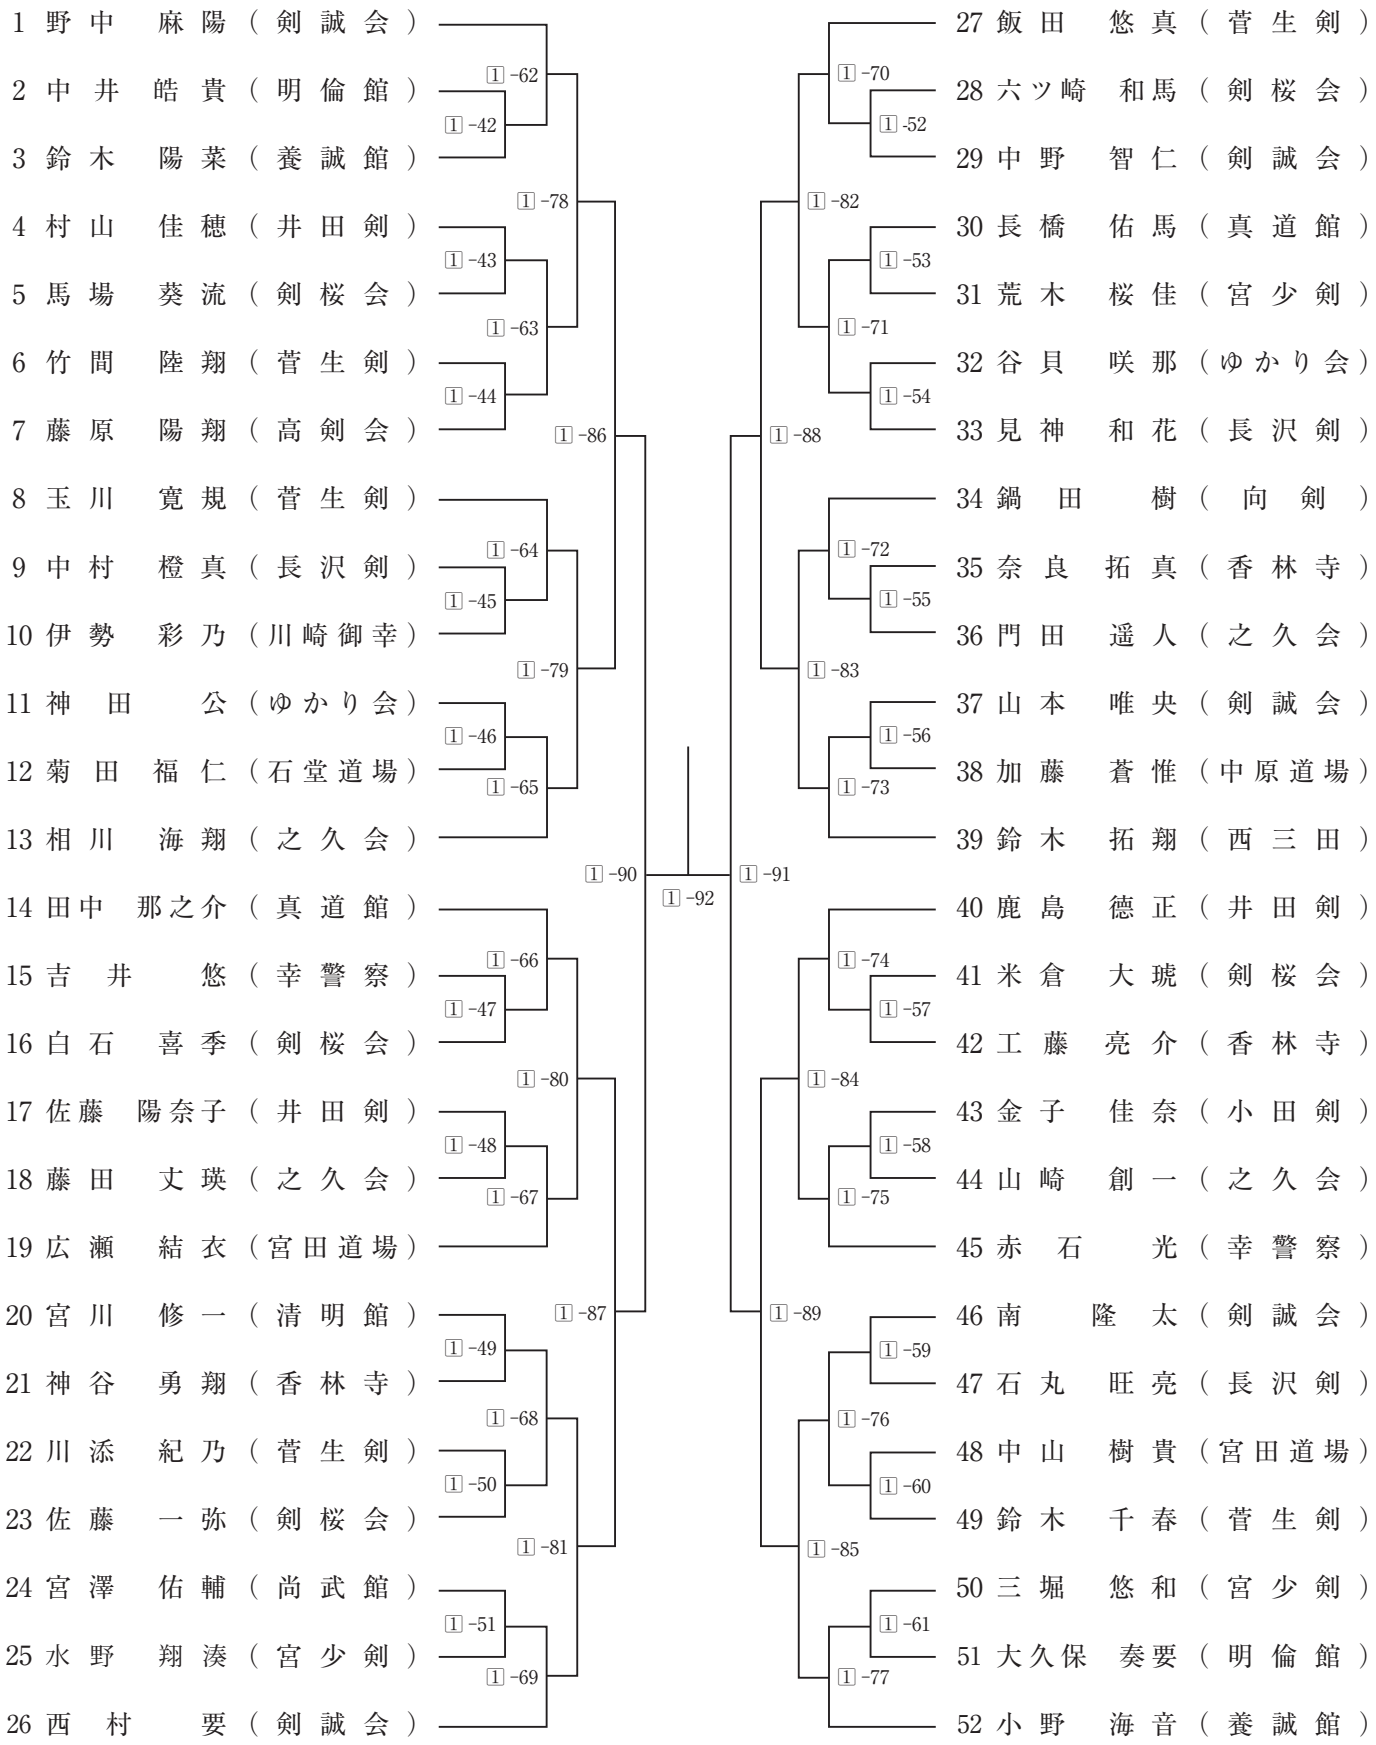 1 野中 麻陽（剣誠会）
2 中井 皓貴（明倫館）
3 鈴木 陽菜（養誠館）
4 村山 佳穂（井田剣）
5 馬場 葵流（剣桜会）
6 竹間 陸翔（菅生剣）
7 藤原 陽翔（高剣会）
8 玉川 寛規（菅生剣）
9 中村 橙真（長沢剣）
10 伊勢 彩乃（川崎御幸）
11 神田 公（ゆかり会）
12 菊田 福仁（石堂道場）
13 相川 海翔（之久会）
14 田中 那之介（真道館）
15 吉井 悠（幸警察）
16 白石 喜季（剣桜会）
17 佐藤 陽奈子（井田剣）
18 藤田 丈瑛（之久会）
19 広瀬 結衣（宮田道場）
20 宮川 修一（清明館）
21 神谷 勇翔（香林寺）
22 川添 紀乃（菅生剣）
23 佐藤 一弥（剣桜会）
24 宮澤 佑輔（尚武館）
25 水野 翔湊（宮少剣）
26 西村 要（剣誠会）
1-42
1-43
1-44
1-45
1-46
1-47
1-48
1-49
1-50
1-51
1-62
1-63
1-64
1-65
1-66
1-67
1-68
1-69
1-78
1-79
1-80
1-81
1-86
1-87
1-90
1-92
1-91
1-88
1-89
1-82
1-83
1-84
1-85
1-70
1-71
1-72
1-73
1-74
1-75
1-76
1-77
1-52
1-53
1-54
1-55
1-56
1-57
1-58
1-59
1-60
1-61
27 飯田 悠真（菅生剣）
28 六ツ崎 和馬（剣桜会）
29 中野 智仁（剣誠会）
30 長橋 佑馬（真道館）
31 荒木 桜佳（宮少剣）
32 谷貝 咲那（ゆかり会）
33 見神 和花（長沢剣）
34 鍋田 樹（向剣）
35 奈良 拓真（香林寺）
36 門田 遥人（之久会）
37 山本 唯央（剣誠会）
38 加藤 蒼惟（中原道場）
39 鈴木 拓翔（西三田）
40 鹿島 德正（井田剣）
41 米倉 大琥（剣桜会）
42 工藤 亮介（香林寺）
43 金子 佳奈（小田剣）
44 山崎 創一（之久会）
45 赤石 光（幸警察）
46 南 隆太（剣誠会）
47 石丸 旺亮（長沢剣）
48 中山 樹貴（宮田道場）
49 鈴木 千春（菅生剣）
50 三堀 悠和（宮少剣）
51 大久保 奏要（明倫館）
52 小野 海音（養誠館）